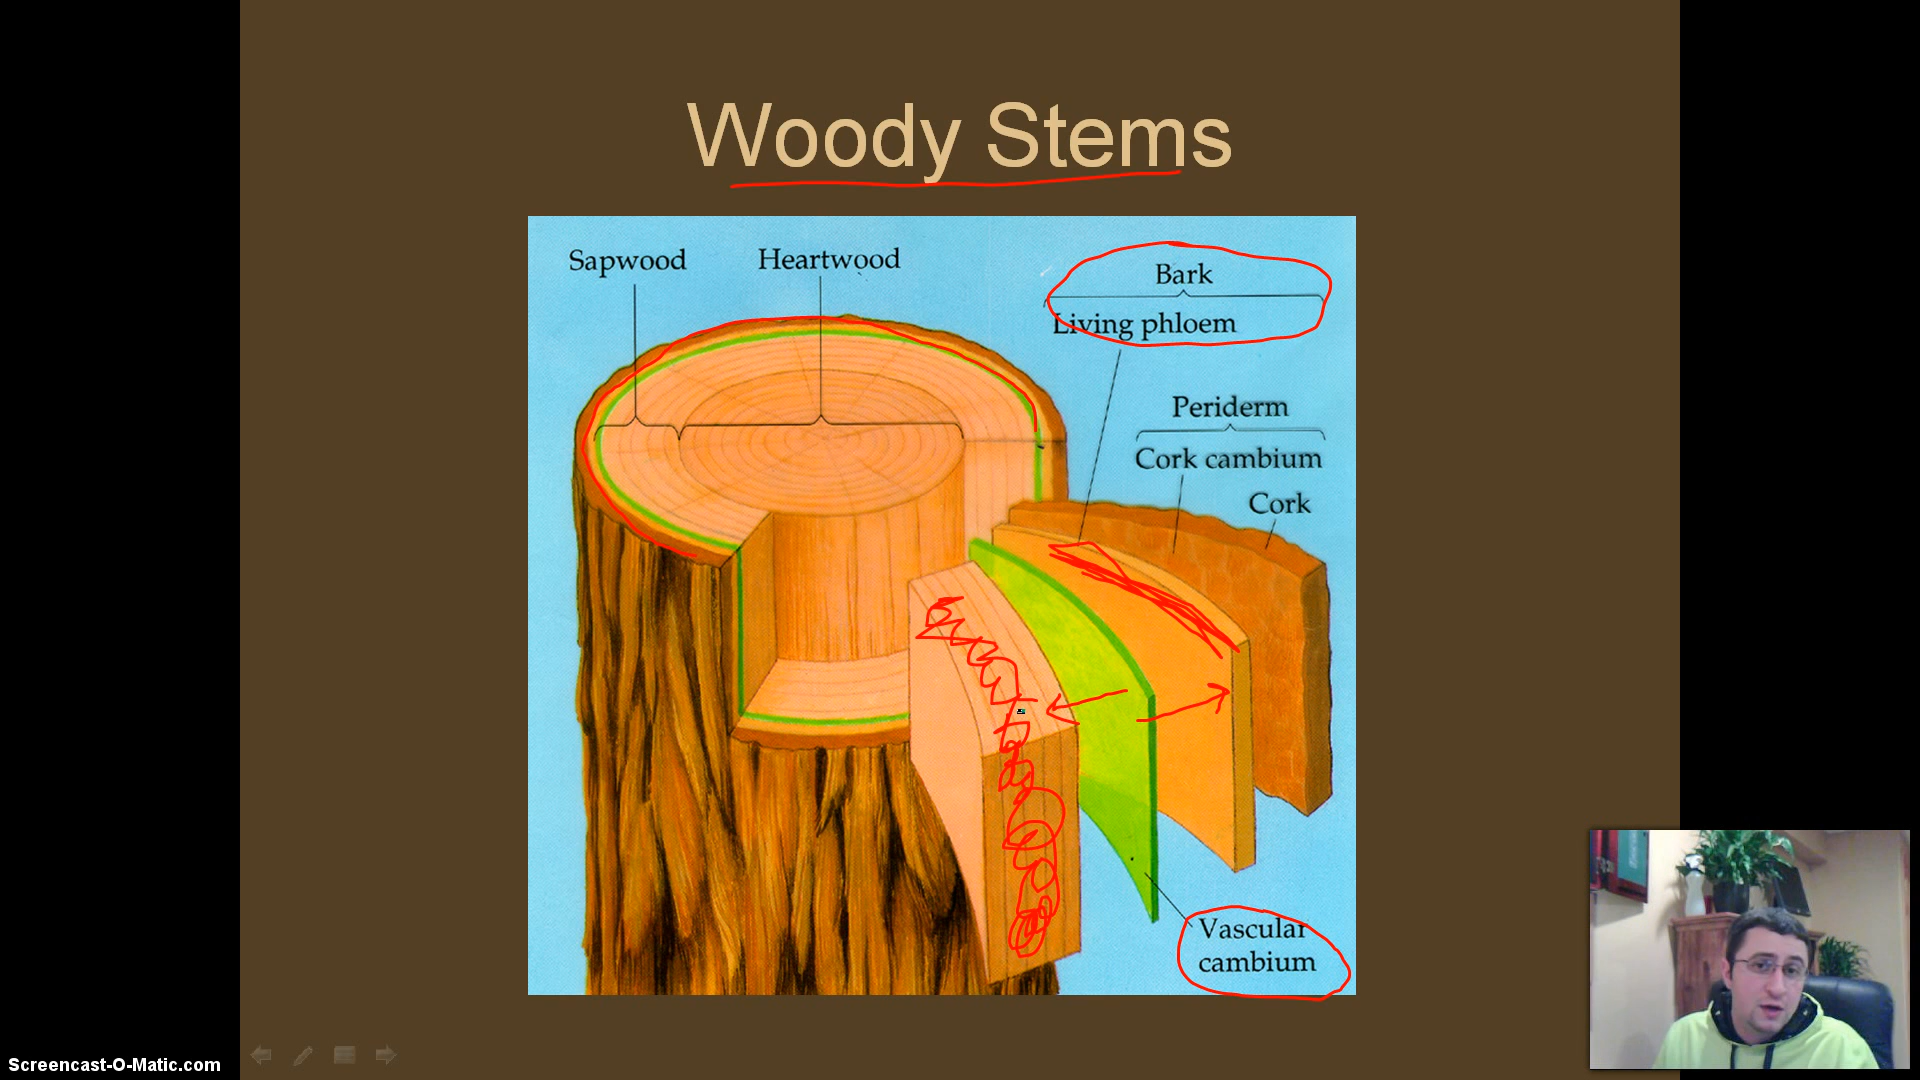 Woody Stems
Sapwood
Heartwood
Bark
Living phloem
Periderm
Cork cambium
Cork
Vascular
cambium
Screencast-O-Matic.com